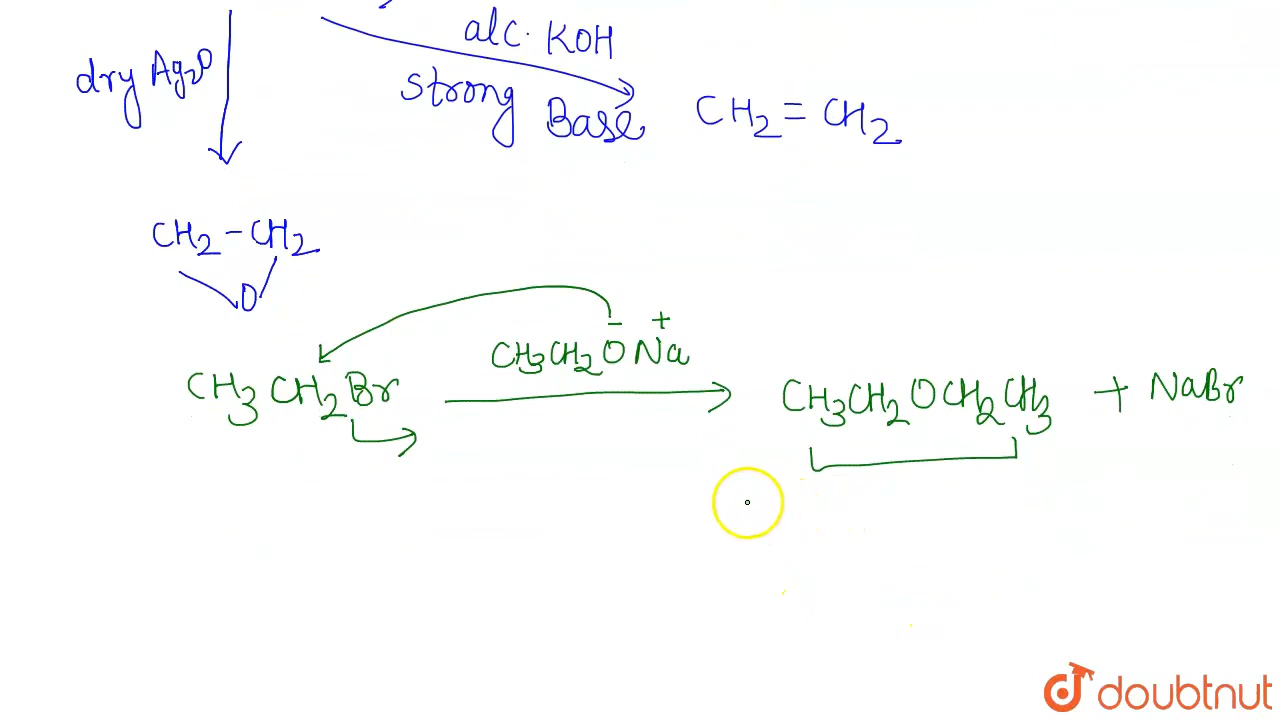 alc. KOH
dry Ag2O
Strong Base
CH2 = CH2
CH2 - CH2
O
CH3CH2O⁻Na⁺
CH3CH2Br
CH3CH2OCH2CH3 + NaBr
doubtnut